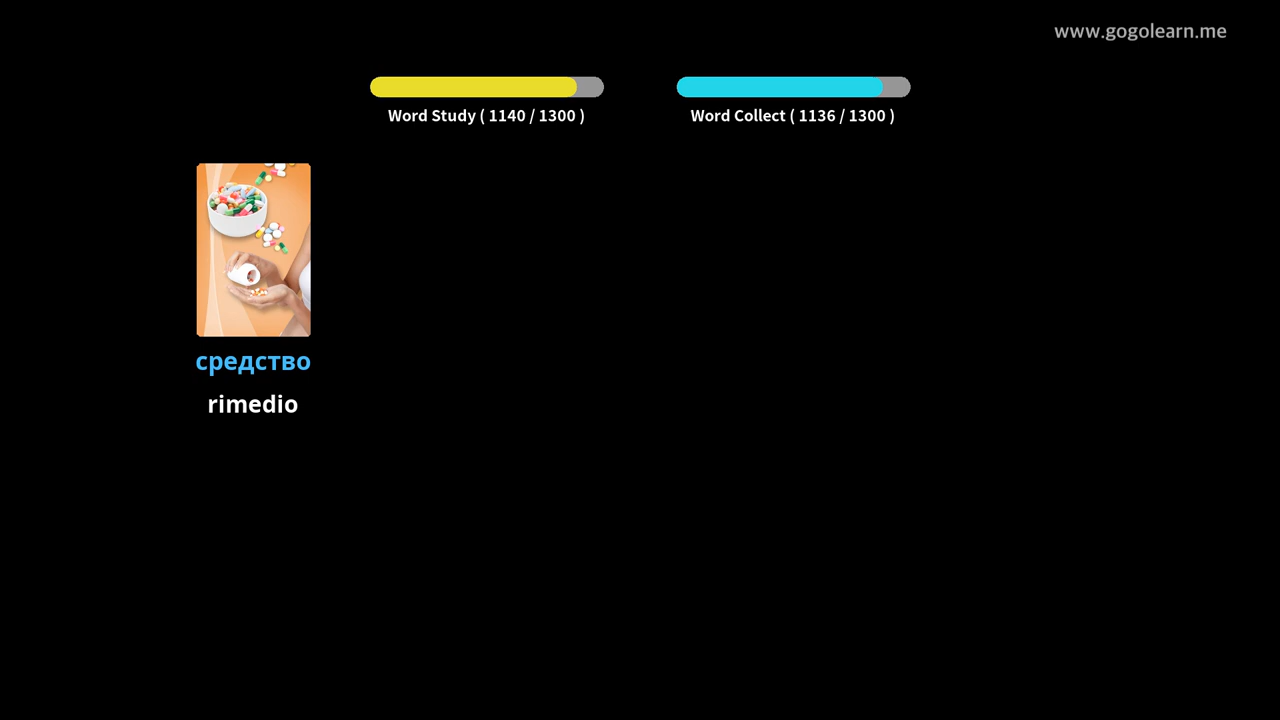 www.gogolearn.me
Word Study ( 1140 / 1300 )
Word Collect ( 1136 / 1300 )
средство
rimedio